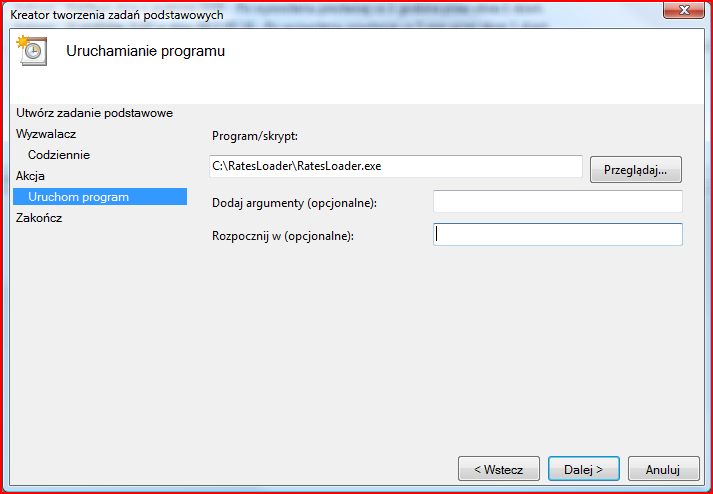 Kreator tworzenia zadań podstawowych
Uruchamianie programu
Utwórz zadanie podstawowe
Wyzwalacz
Codziennie
Akcja
Uruchom program
Zakończ
Program/skrypt:
C:\RatesLoader\RatesLoader.exe
Przeglądaj...
Dodaj argumenty (opcjonalne):
Rozpocznij w (opcjonalne):
< Wstecz
Dalej >
Anuluj